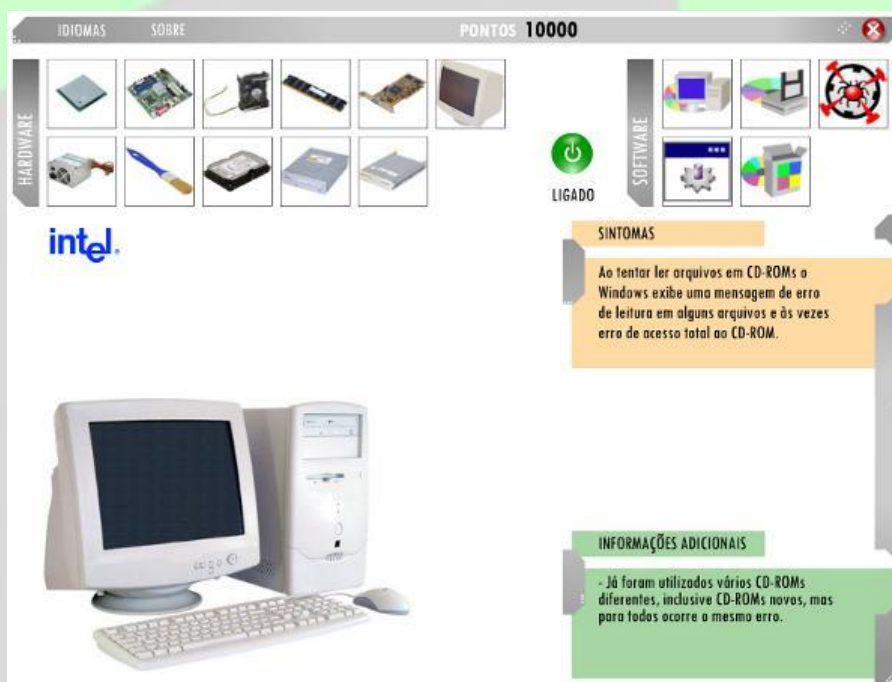 IDIOMAS
SOBRE
PONTOS 10000
HARDWARE
SOFTWARE
LIGADO
intel.
SINTOMAS
Ao tentar ler arquivos em CD-ROMs o
Windows exibe uma mensagem de erro
de leitura em alguns arquivos e às vezes
erro de acesso total ao CD-ROM.
INFORMAÇÕES ADICIONAIS
- Já foram utilizados vários CD-ROMs
diferentes, inclusive CD-ROMs novos, mas
para todos ocorre o mesmo erro.